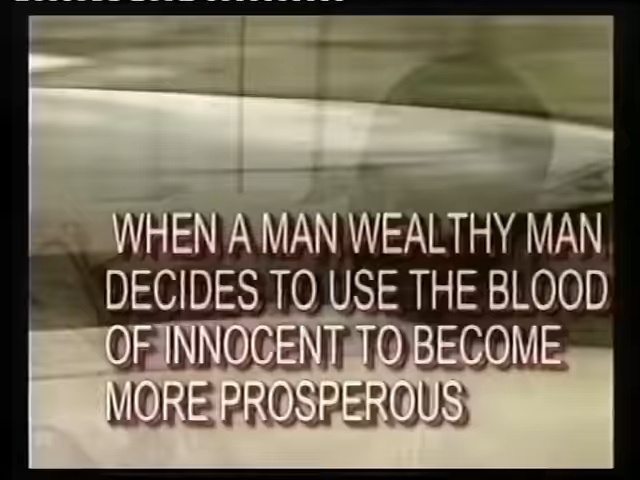 WHEN A MAN WEALTHY MAN
DECIDES TO USE THE BLOOD
OF INNOCENT TO BECOME
MORE PROSPEROUS